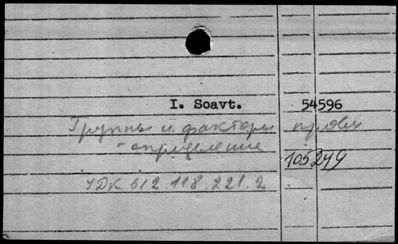 I. Soavt. 54596
Группы и факторы крови
- определение
105249
УДК 612.118.221.2